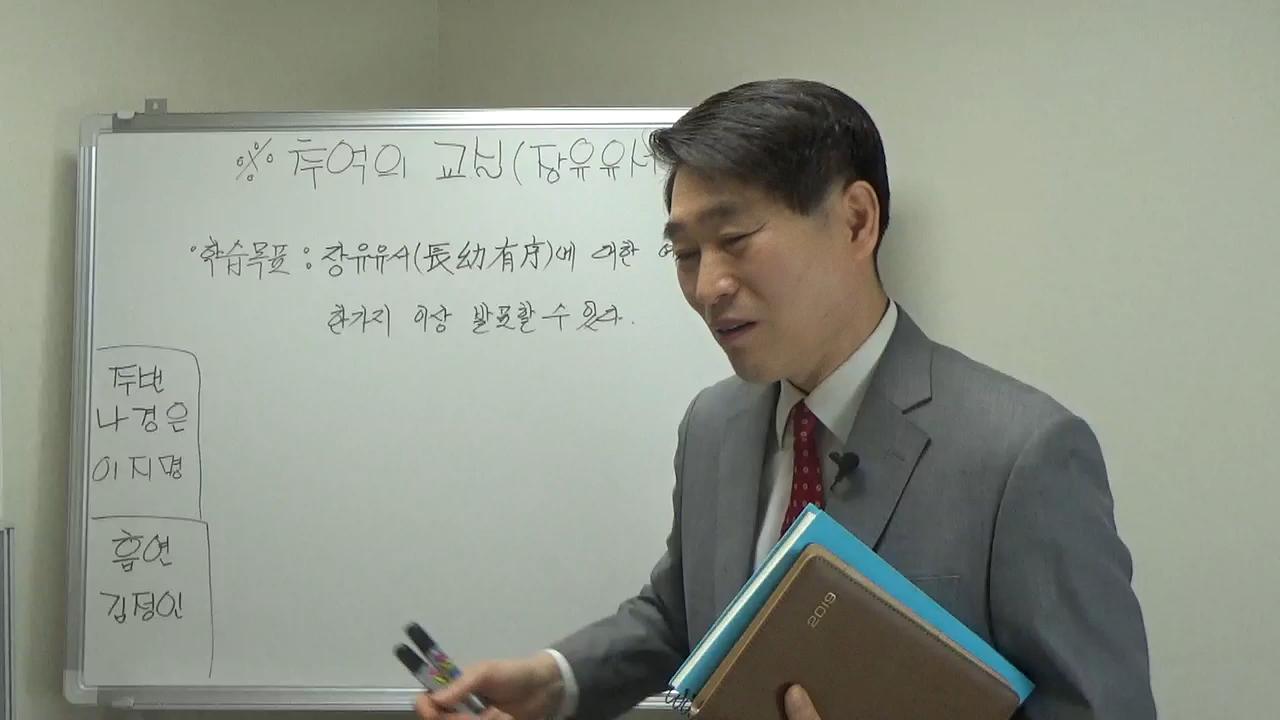 ※ 추억의 교실(장유유서
· 학습목표 : 장유유서(長幼有序)에 대한
한가지 이상 발표할 수 있다.
주번
나경은
이지명
흡연
김정인
2019